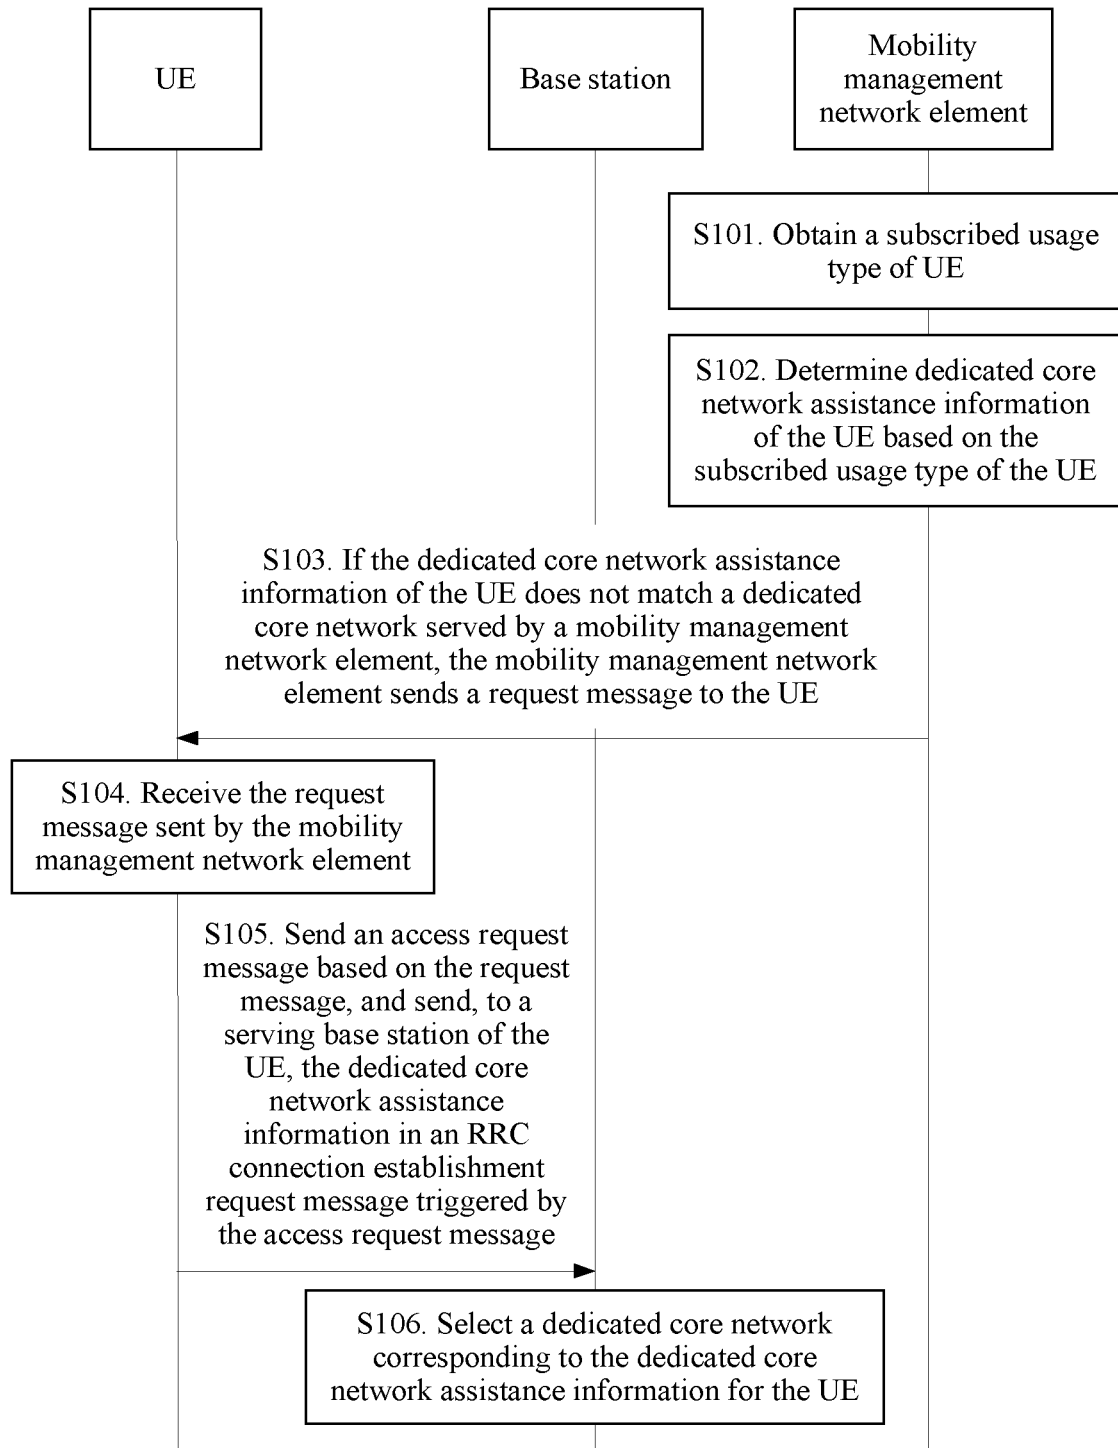 UE
Base station
Mobility
management
network element
S101. Obtain a subscribed usage
type of UE
S102. Determine dedicated core
network assistance information
of the UE based on the
subscribed usage type of the UE
S103. If the dedicated core network assistance
information of the UE does not match a dedicated
core network served by a mobility management
network element, the mobility management network
element sends a request message to the UE
S104. Receive the request
message sent by the mobility
management network element
S105. Send an access request
message based on the request
message, and send, to a
serving base station of the
UE, the dedicated core
network assistance
information in an RRC
connection establishment
request message triggered by
the access request message
S106. Select a dedicated core network
corresponding to the dedicated core
network assistance information for the UE